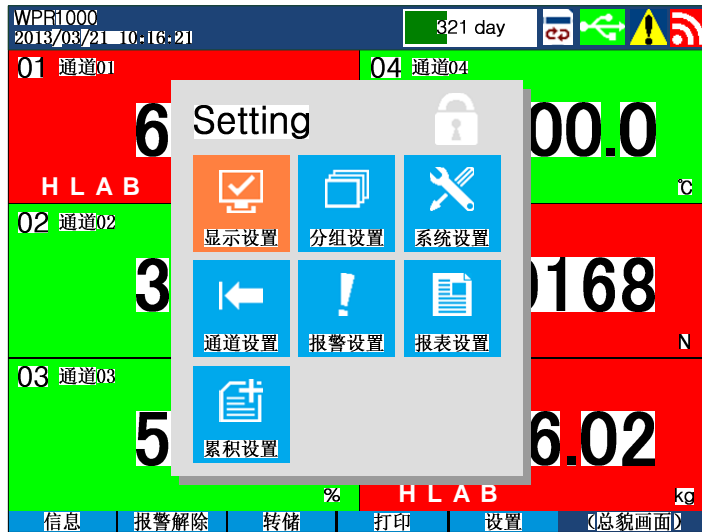 WPRi1000
2013/03/21 10:16:21
321 day
01 通道01
6
H L A B
04 通道04
00.0
℃
02 通道02
3
0168
N
03 通道03
5
%
6.02
H L A B
kg
Setting
显示设置 分组设置 系统设置
通道设置 报警设置 报表设置
累积设置
信息 报警解除 转储 打印 设置 (总貌画面)